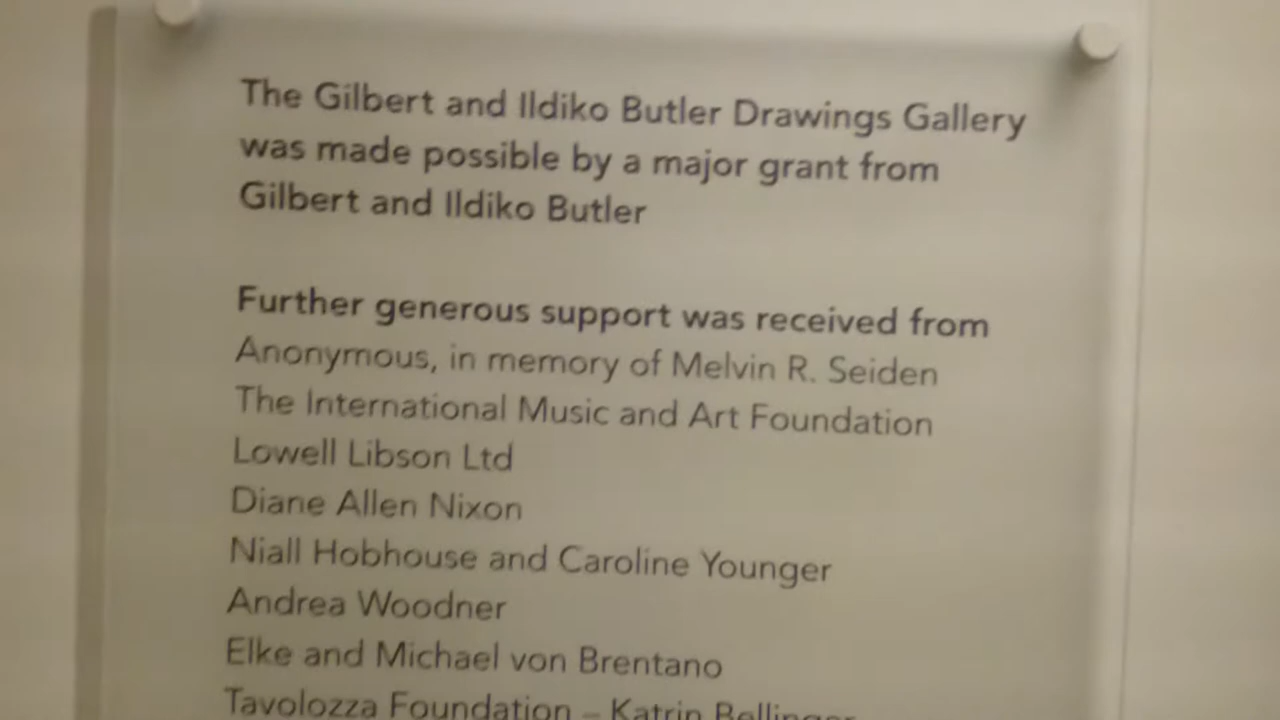 The Gilbert and Ildiko Butler Drawings Gallery
was made possible by a major grant from
Gilbert and Ildiko Butler
Further generous support was received from
Anonymous, in memory of Melvin R. Seiden
The International Music and Art Foundation
Lowell Libson Ltd
Diane Allen Nixon
Niall Hobhouse and Caroline Younger
Andrea Woodner
Elke and Michael von Brentano
Tavolozza Foundation – Katrin Bellinger